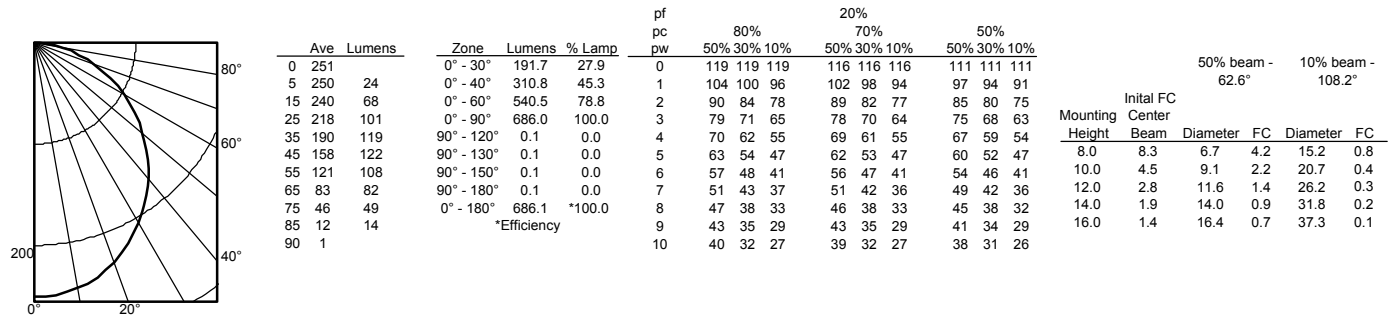 80°
60°
40°
200
0° 20°
Ave Lumens
0 251
5 250 24
15 240 68
25 218 101
35 190 119
45 158 122
55 121 108
65 83 82
75 46 49
85 12 14
90 1
Zone Lumens % Lamp
0° - 30° 191.7 27.9
0° - 40° 310.8 45.3
0° - 60° 540.5 78.8
0° - 90° 686.0 100.0
90° - 120° 0.1 0.0
90° - 130° 0.1 0.0
90° - 150° 0.1 0.0
90° - 180° 0.1 0.0
0° - 180° 686.1 *100.0
*Efficiency
pf 20%
pc 80% 70% 50%
pw 50% 30% 10% 50% 30% 10% 50% 30% 10%
0 119 119 119 116 116 116 111 111 111
1 104 100 96 102 98 94 97 94 91
2 90 84 78 89 82 77 85 80 75
3 79 71 65 78 70 64 75 68 63
4 70 62 55 69 61 55 67 59 54
5 63 54 47 62 53 47 60 52 47
6 57 48 41 56 47 41 54 46 41
7 51 43 37 51 42 36 49 42 36
8 47 38 33 46 38 33 45 38 32
9 43 35 29 43 35 29 41 34 29
10 40 32 27 39 32 27 38 31 26
50% beam - 10% beam -
62.6° 108.2°
Inital FC
Mounting Center
Height Beam Diameter FC Diameter FC
8.0 8.3 6.7 4.2 15.2 0.8
10.0 4.5 9.1 2.2 20.7 0.4
12.0 2.8 11.6 1.4 26.2 0.3
14.0 1.9 14.0 0.9 31.8 0.2
16.0 1.4 16.4 0.7 37.3 0.1